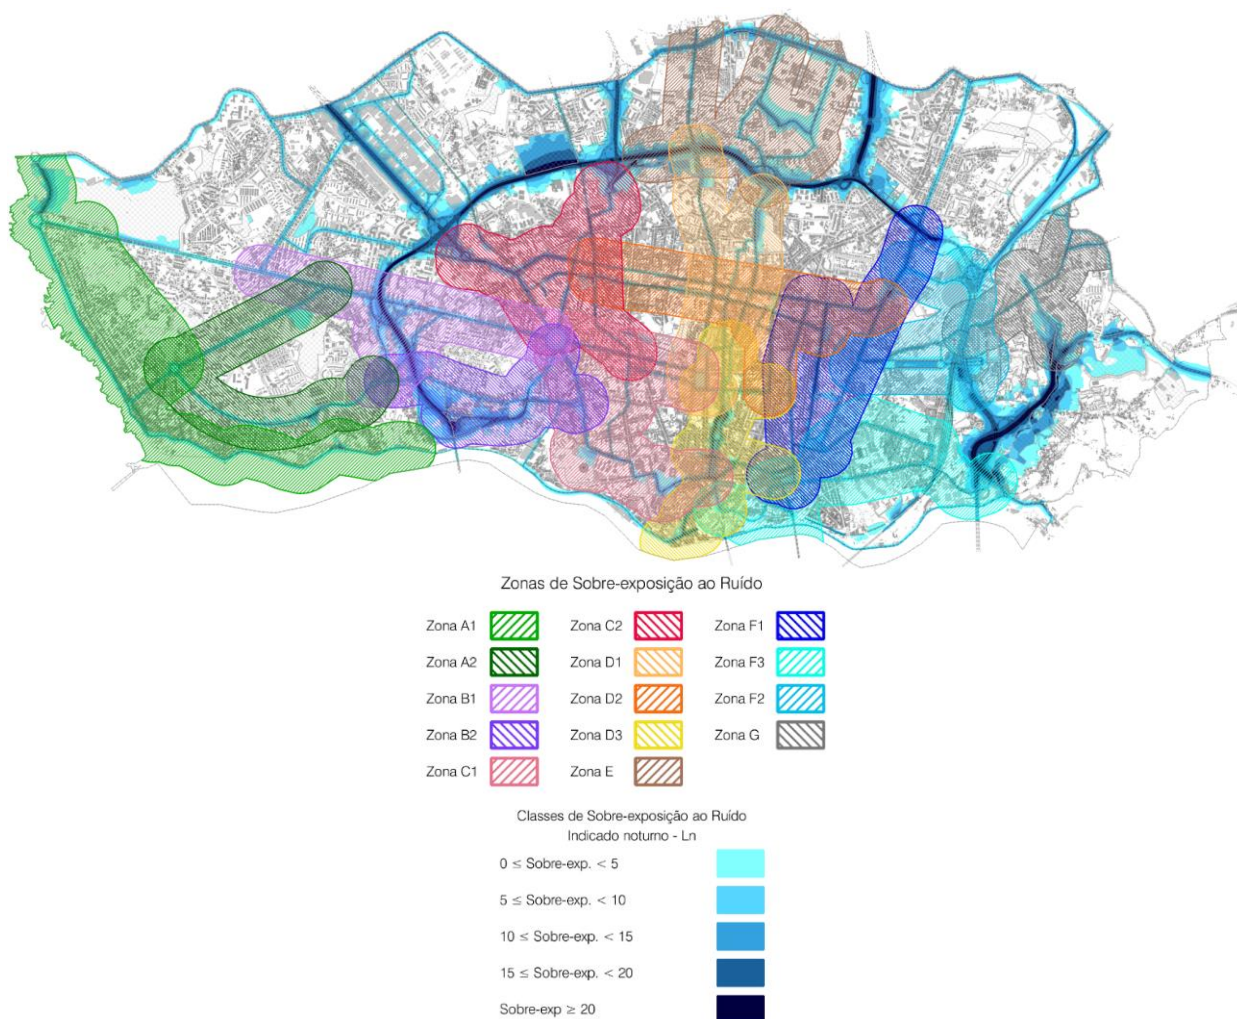 Zonas de Sobre-exposição ao Ruído
Zona A1 Zona C2 Zona F1
Zona A2 Zona D1 Zona F3
Zona B1 Zona D2 Zona F2
Zona B2 Zona D3 Zona G
Zona C1 Zona E
Classes de Sobre-exposição ao Ruído
Indicado noturno - Ln
0 ≤ Sobre-exp. < 5
5 ≤ Sobre-exp. < 10
10 ≤ Sobre-exp. < 15
15 ≤ Sobre-exp. < 20
Sobre-exp ≥ 20